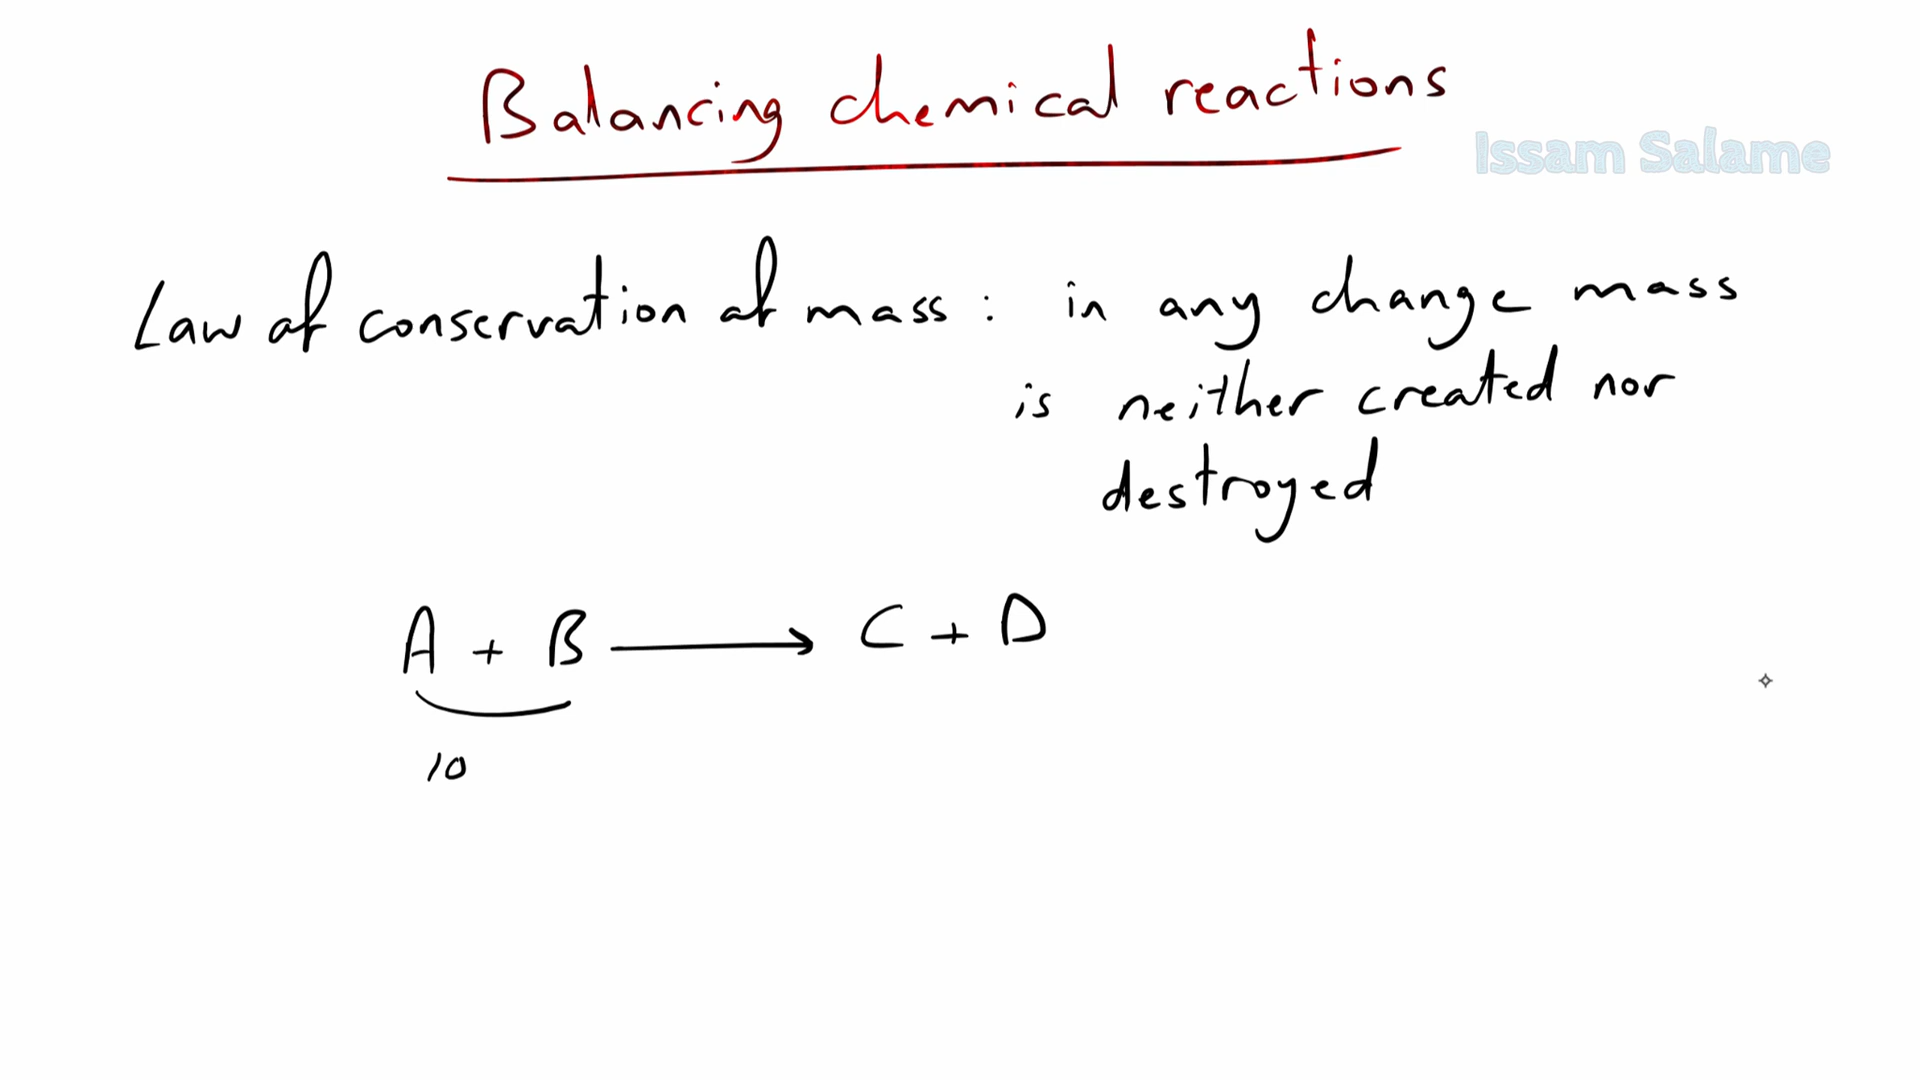 Balancing chemical reactions
Issam Salame
Law of conservation of mass : in any change mass
is neither created nor
destroyed
A + B ⟶ C + D
10